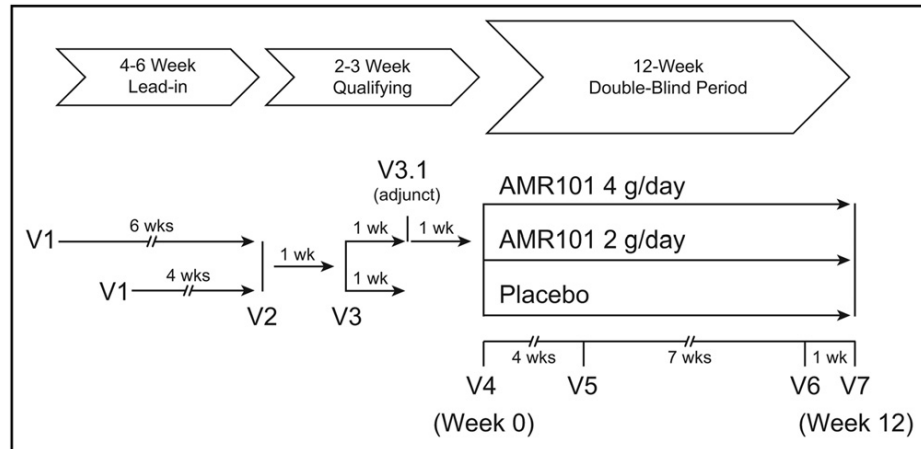 4-6 Week
Lead-in
2-3 Week
Qualifying
12-Week
Double-Blind Period
V3.1
(adjunct)
AMR101 4 g/day
V1
6 wks
1 wk
1 wk
1 wk
AMR101 2 g/day
V1
4 wks
1 wk
Placebo
V2
V3
4 wks
7 wks
1 wk
V4
V5
V6
V7
(Week 0)
(Week 12)